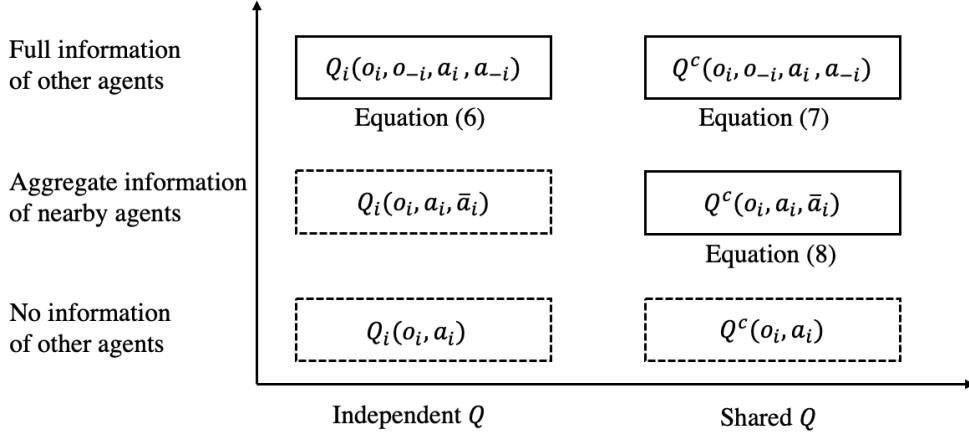 Full information
of other agents
Q_i(o_i, o_{-i}, a_i, a_{-i})
Q^c(o_i, o_{-i}, a_i, a_{-i})
Equation (6)
Equation (7)
Aggregate information
of nearby agents
Q_i(o_i, a_i, ā_i)
Q^c(o_i, a_i, ā_i)
Equation (8)
No information
of other agents
Q_i(o_i, a_i)
Q^c(o_i, a_i)
Independent Q
Shared Q